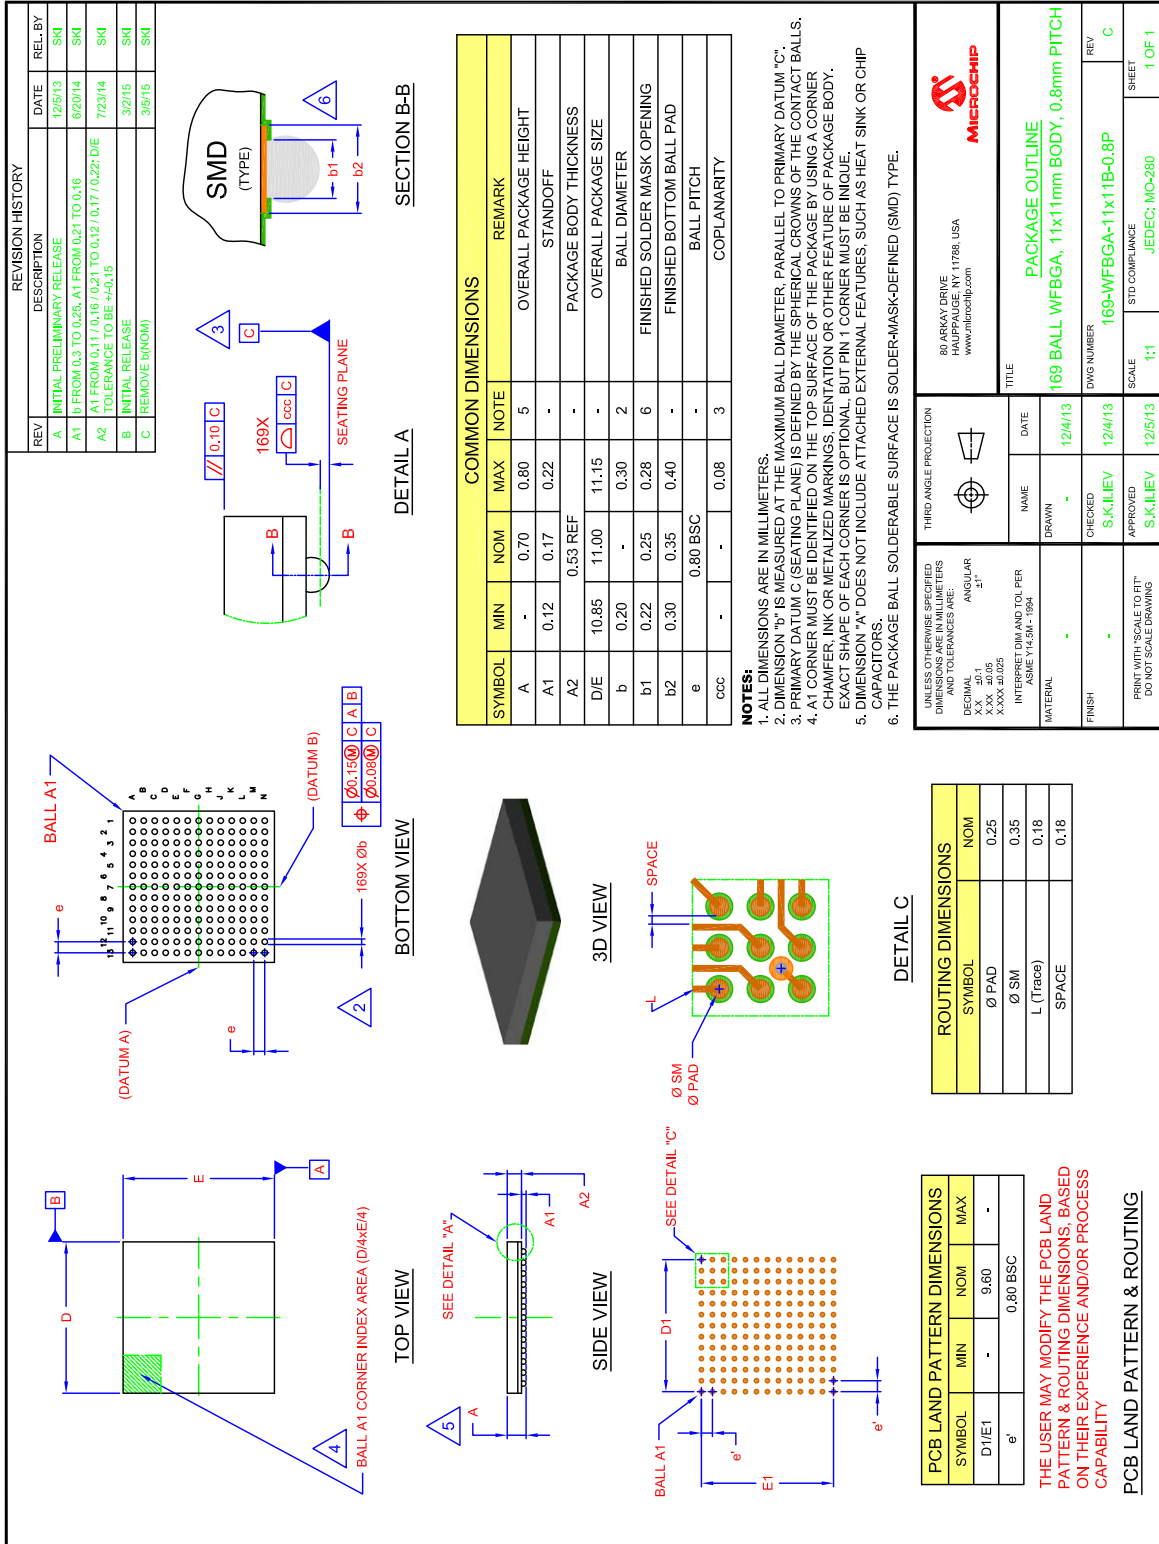 REVISION HISTORY
REV DESCRIPTION DATE REL. BY
A INITIAL PRELIMINARY RELEASE 12/5/13 SKI
A1 b FROM 0.3 TO 0.25, A1 FROM 0.21 TO 0.16 6/20/14 SKI
A2 A1 FROM 0.11 / 0.16 / 0.21 TO 0.12 / 0.17 / 0.22; D/E TOLERANCE TO BE +/-0.15 7/23/14 SKI
B INITIAL RELEASE 3/2/15 SKI
C REMOVE b(NOM) 3/5/15 SKI
D
B
E
A
4
BALL A1 CORNER INDEX AREA (D/4xE/4)
TOP VIEW
BALL A1
e
(DATUM A)
e
13 12 11 10 9 8 7 6 5 4 3 2 1
A
B
C
D
E
F
G
H
J
K
L
M
N
(DATUM B)
169X Øb
Ø0.15 M C A B
Ø0.08 M C
2
BOTTOM VIEW
// 0.10 C
169X
ccc C
3
C
B
B
SEATING PLANE
DETAIL A
SMD
(TYPE)
6
b1
b2
SECTION B-B
5
A
SEE DETAIL "A"
A1
A2
SIDE VIEW
3D VIEW
COMMON DIMENSIONS
SYMBOL MIN NOM MAX NOTE REMARK
A - 0.70 0.80 5 OVERALL PACKAGE HEIGHT
A1 0.12 0.17 0.22 - STANDOFF
A2 0.53 REF - PACKAGE BODY THICKNESS
D/E 10.85 11.00 11.15 - OVERALL PACKAGE SIZE
b 0.20 - 0.30 2 BALL DIAMETER
b1 0.22 0.25 0.28 6 FINISHED SOLDER MASK OPENING
b2 0.30 0.35 0.40 - FINISHED BOTTOM BALL PAD
e 0.80 BSC - BALL PITCH
ccc - - 0.08 3 COPLANARITY
NOTES:
1. ALL DIMENSIONS ARE IN MILLIMETERS.
2. DIMENSION "b" IS MEASURED AT THE MAXIMUM BALL DIAMETER, PARALLEL TO PRIMARY DATUM "C".
3. PRIMARY DATUM C (SEATING PLANE) IS DEFINED BY THE SPHERICAL CROWNS OF THE CONTACT BALLS.
4. A1 CORNER MUST BE IDENTIFIED ON THE TOP SURFACE OF THE PACKAGE BY USING A CORNER
CHAMFER, INK OR METALIZED MARKINGS, IDENTATION OR OTHER FEATURE OF PACKAGE BODY.
EXACT SHAPE OF EACH CORNER IS OPTIONAL, BUT PIN 1 CORNER MUST BE INIQUE.
5. DIMENSION "A" DOES NOT INCLUDE ATTACHED EXTERNAL FEATURES, SUCH AS HEAT SINK OR CHIP
CAPACITORS.
6. THE PACKAGE BALL SOLDERABLE SURFACE IS SOLDER-MASK-DEFINED (SMD) TYPE.
BALL A1
D1
SEE DETAIL "C"
e'
E1
e'
Ø SM
Ø PAD
L
SPACE
DETAIL C
PCB LAND PATTERN DIMENSIONS
SYMBOL MIN NOM MAX
D1/E1 - 9.60 -
e' 0.80 BSC
THE USER MAY MODIFY THE PCB LAND
PATTERN & ROUTING DIMENSIONS, BASED
ON THEIR EXPERIENCE AND/OR PROCESS
CAPABILITY
PCB LAND PATTERN & ROUTING
ROUTING DIMENSIONS
SYMBOL NOM
Ø PAD 0.25
Ø SM 0.35
L (Trace) 0.18
SPACE 0.18
UNLESS OTHERWISE SPECIFIED
DIMENSIONS ARE IN MILLIMETERS
AND TOLERANCES ARE:
DECIMAL ANGULAR
X.X ±0.1 ±1°
X.XX ±0.05
X.XXX ±0.025
INTERPRET DIM AND TOL PER
ASME Y14.5M - 1994
MATERIAL
-
FINISH
-
PRINT WITH "SCALE TO FIT"
DO NOT SCALE DRAWING
THIRD ANGLE PROJECTION
NAME DATE
DRAWN
- 12/4/13
CHECKED
S.K.ILIEV 12/4/13
APPROVED
S.K.ILIEV 12/5/13
80 ARKAY DRIVE
HAUPPAUGE, NY 11788, USA
www.microchip.com
MICROCHIP
TITLE
PACKAGE OUTLINE
169 BALL WFBGA, 11x11mm BODY, 0.8mm PITCH
DWG NUMBER
169-WFBGA-11x11B-0.8P
REV
C
SCALE
1:1
STD COMPLIANCE
JEDEC: MO-280
SHEET
1 OF 1